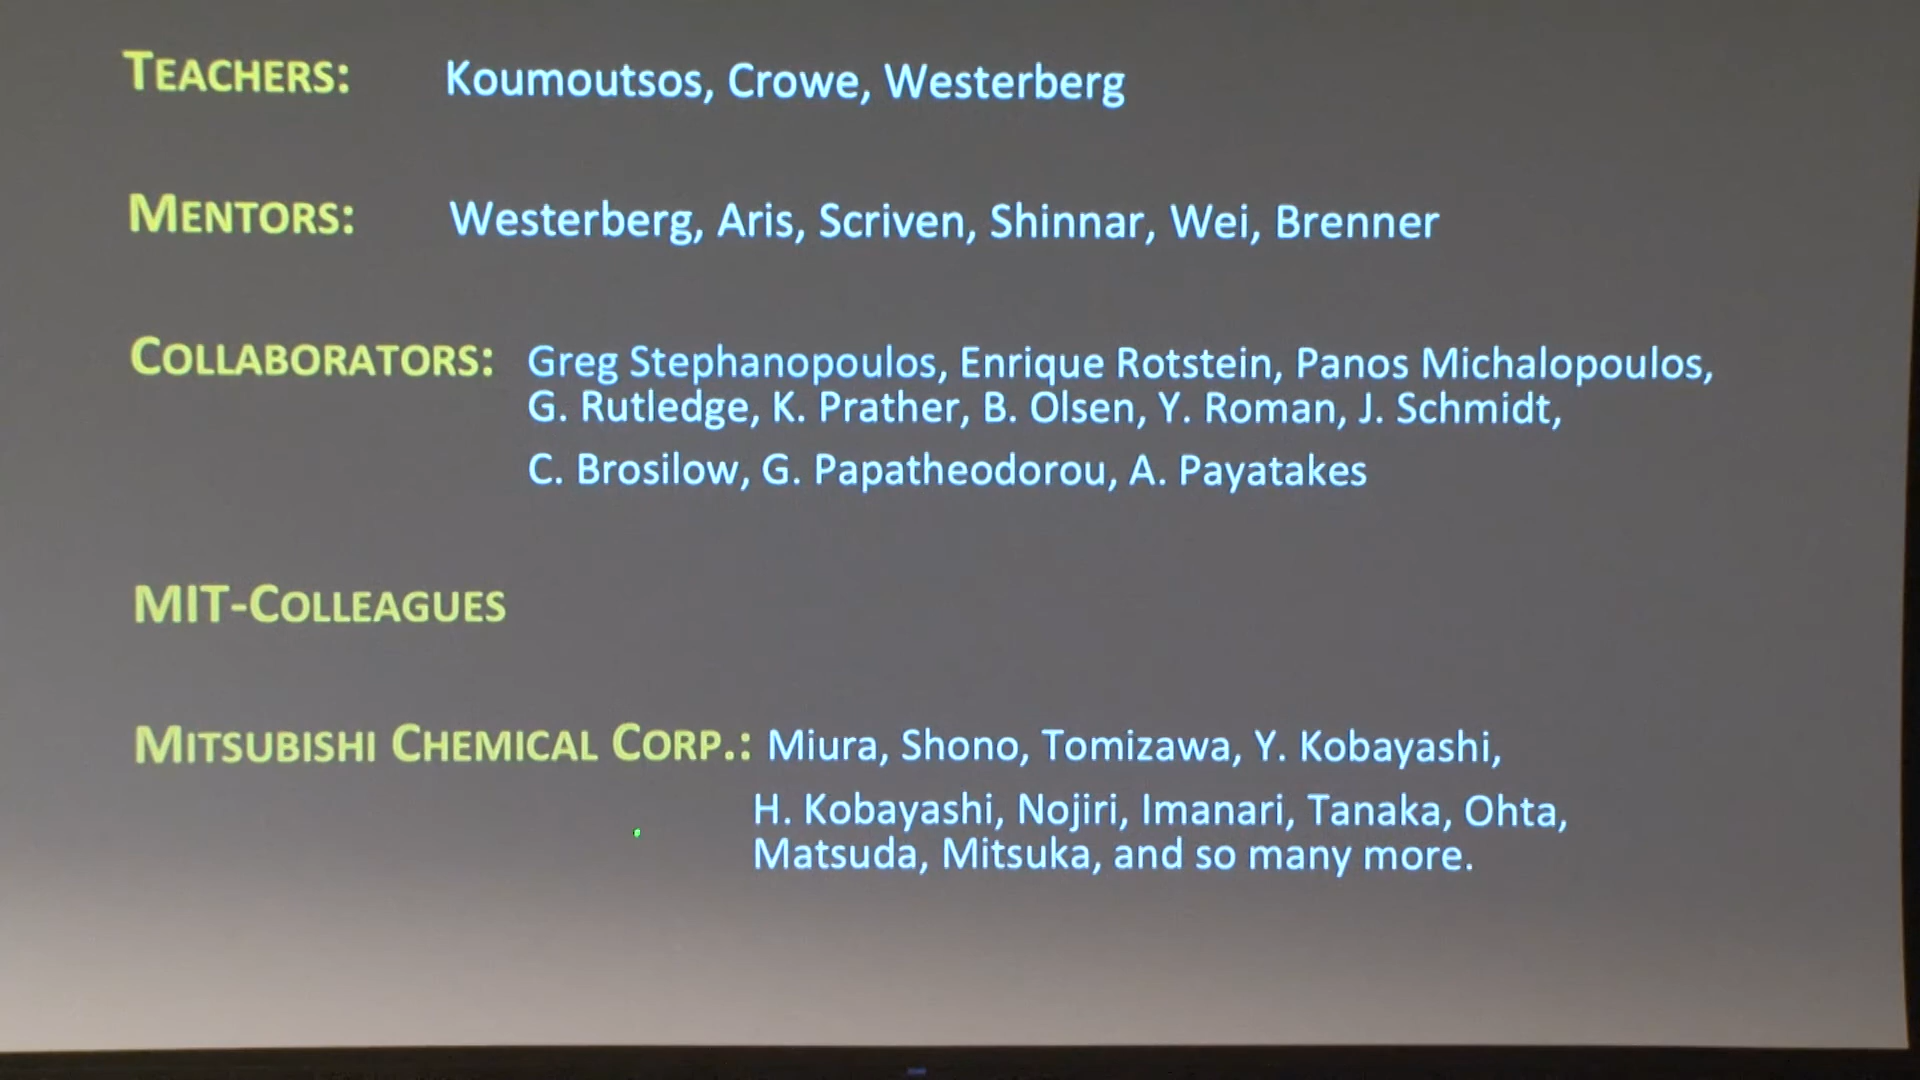 TEACHERS: Koumoutsos, Crowe, Westerberg
MENTORS: Westerberg, Aris, Scriven, Shinnar, Wei, Brenner
COLLABORATORS: Greg Stephanopoulos, Enrique Rotstein, Panos Michalopoulos,
G. Rutledge, K. Prather, B. Olsen, Y. Roman, J. Schmidt,
C. Brosilow, G. Papatheodorou, A. Payatakes
MIT-COLLEAGUES
MITSUBISHI CHEMICAL CORP.: Miura, Shono, Tomizawa, Y. Kobayashi,
H. Kobayashi, Nojiri, Imanari, Tanaka, Ohta,
Matsuda, Mitsuka, and so many more.